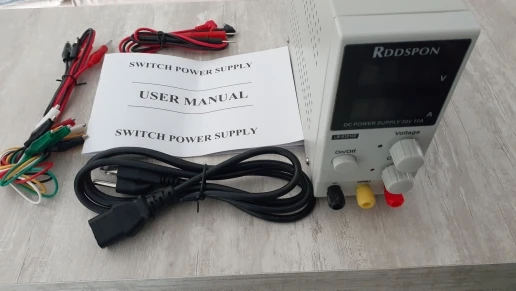 SWITCH POWER SUPPLY
USER MANUAL
SWITCH POWER SUPPLY
RDDSPON
V
A
DC POWER SUPPLY
Voltage
On/Off